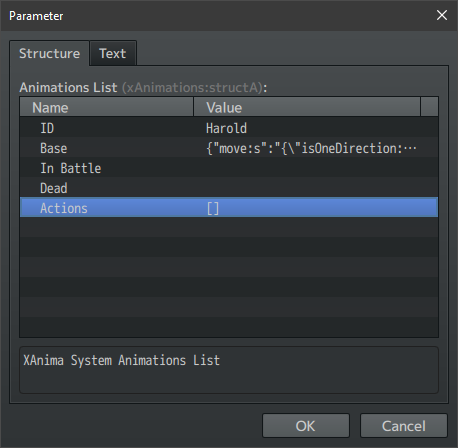 Parameter
Structure
Text
Animations List (xAnimations:structA):
Name Value
ID Harold
Base {"move:s":"{\"isOneDirection:…
In Battle
Dead
Actions []
XAnima System Animations List
OK Cancel